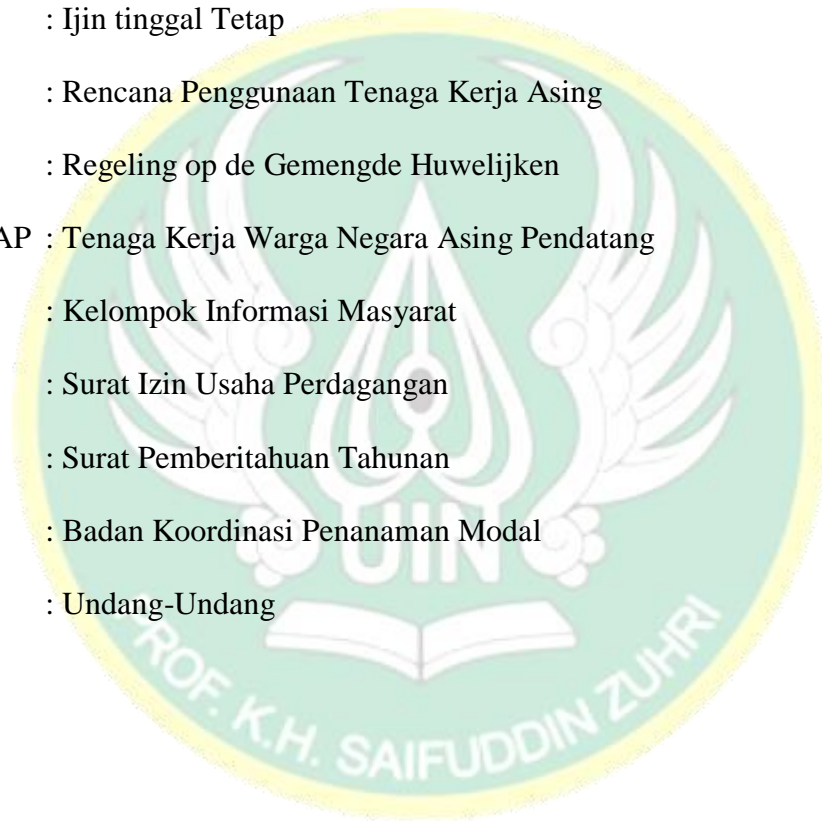 : Ijin tinggal Tetap
: Rencana Penggunaan Tenaga Kerja Asing
: Regeling op de Gemengde Huwelijken
AP : Tenaga Kerja Warga Negara Asing Pendatang
: Kelompok Informasi Masyarat
: Surat Izin Usaha Perdagangan
: Surat Pemberitahuan Tahunan
: Badan Koordinasi Penanaman Modal
: Undang-Undang
UIN
PROF. K.H. SAIFUDDIN ZUHRI